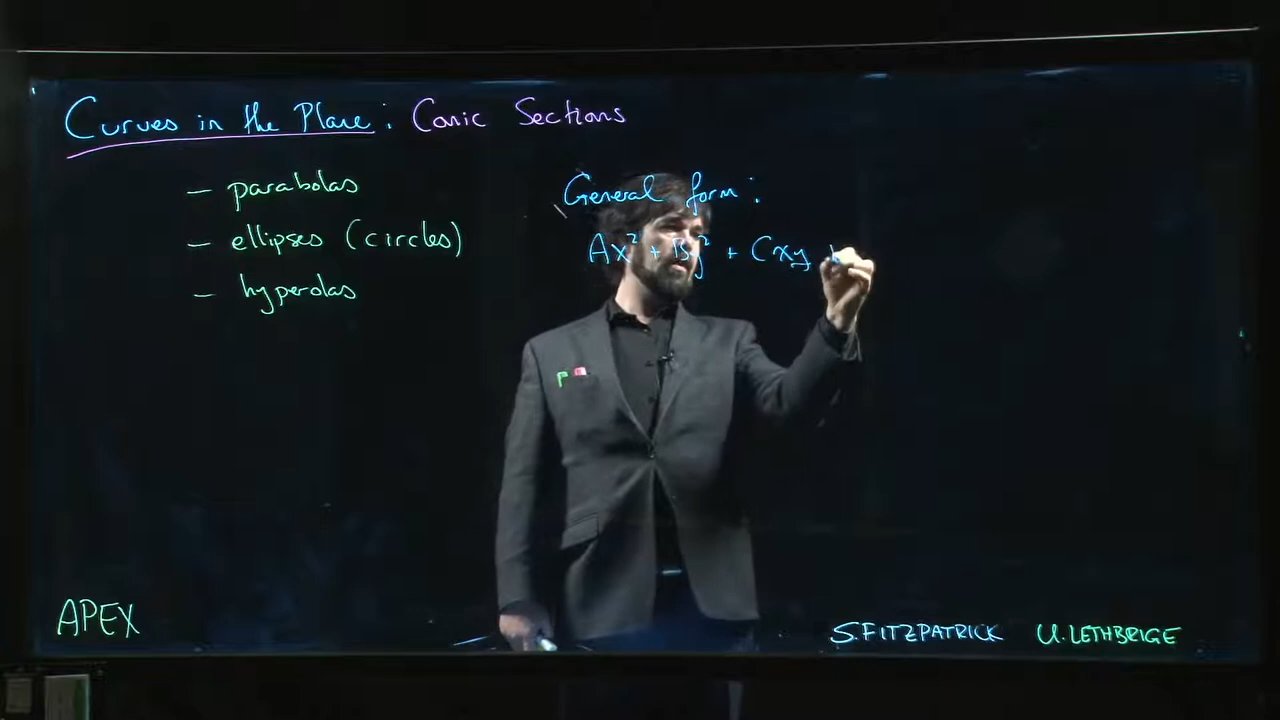 Curves in the Plane : Conic Sections
— parabolas
— ellipses (circles)
— hyperolas
General form :
Ax² + By² + Cxy +
APEX
S.FITZPATRICK U.LETHBRIGE